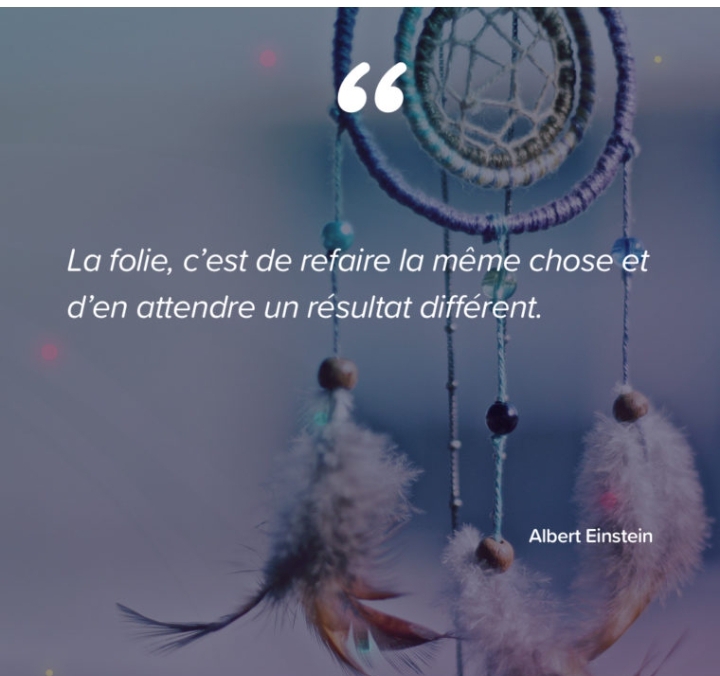 “
La folie, c’est de refaire la même chose et
d’en attendre un résultat différent.
Albert Einstein